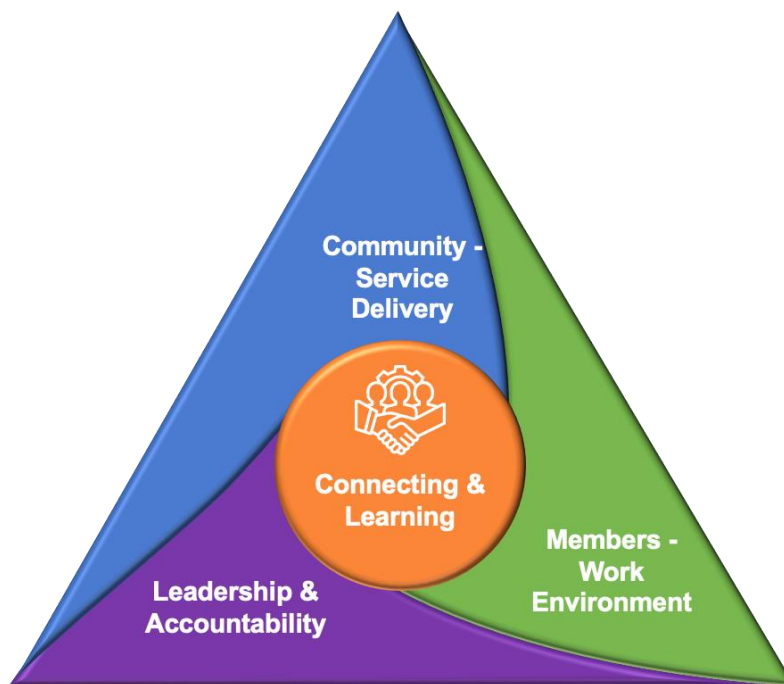 Community -
Service
Delivery
Connecting &
Learning
Members -
Work
Environment
Leadership &
Accountability